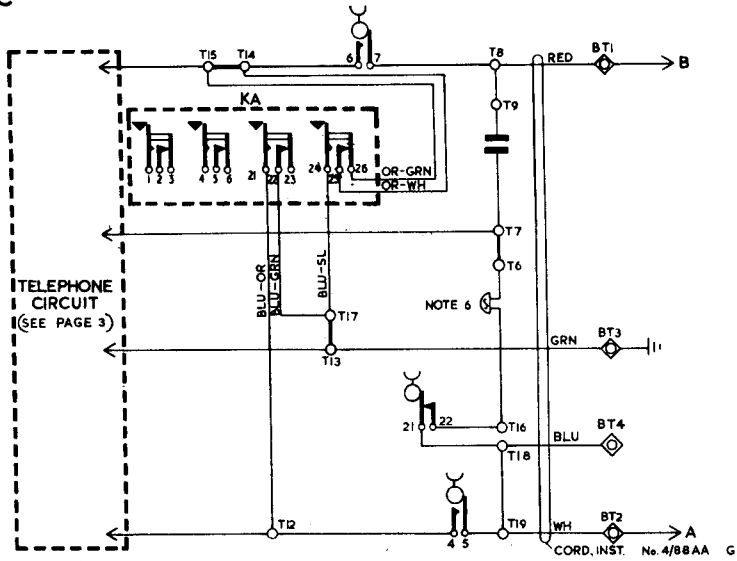 6 7
T15 T14 T8 RED BT1 B
KA T9
1 2 3 4 5 6 21 22 23 24 25 26
OR-GRN
OR-WH
T7
T6
TELEPHONE
CIRCUIT
(SEE PAGE 3)
BLU-OR
BLU-GRN
BLU-SL
NOTE 6
T17
T13
GRN BT3
21 22 T16
BLU BT4
T18
T12 4 5 T19 WH BT2 A
CORD, INST. No. 4/88AA G